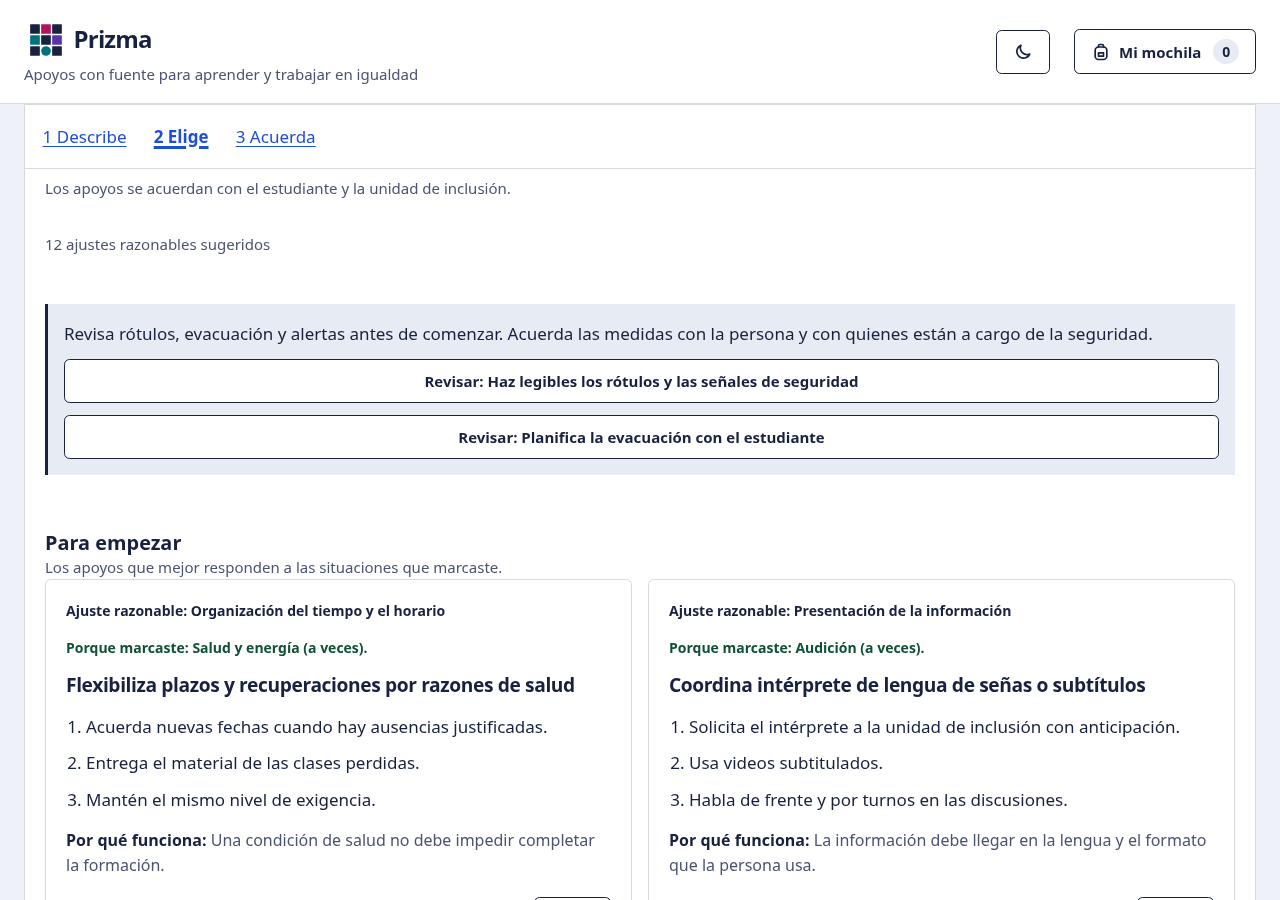 Prizma
Apoyos con fuente para aprender y trabajar en igualdad
Mi mochila 0
1 Describe 2 Elige 3 Acuerda
Los apoyos se acuerdan con el estudiante y la unidad de inclusión.
12 ajustes razonables sugeridos
Revisa rótulos, evacuación y alertas antes de comenzar. Acuerda las medidas con la persona y con quienes están a cargo de la seguridad.
Revisar: Haz legibles los rótulos y las señales de seguridad
Revisar: Planifica la evacuación con el estudiante
Para empezar
Los apoyos que mejor responden a las situaciones que marcaste.
Ajuste razonable: Organización del tiempo y el horario
Porque marcaste: Salud y energía (a veces).
Flexibiliza plazos y recuperaciones por razones de salud
1. Acuerda nuevas fechas cuando hay ausencias justificadas.
2. Entrega el material de las clases perdidas.
3. Mantén el mismo nivel de exigencia.
Por qué funciona: Una condición de salud no debe impedir completar
la formación.
Ajuste razonable: Presentación de la información
Porque marcaste: Audición (a veces).
Coordina intérprete de lengua de señas o subtítulos
1. Solicita el intérprete a la unidad de inclusión con anticipación.
2. Usa videos subtitulados.
3. Habla de frente y por turnos en las discusiones.
Por qué funciona: La información debe llegar en la lengua y el formato
que la persona usa.